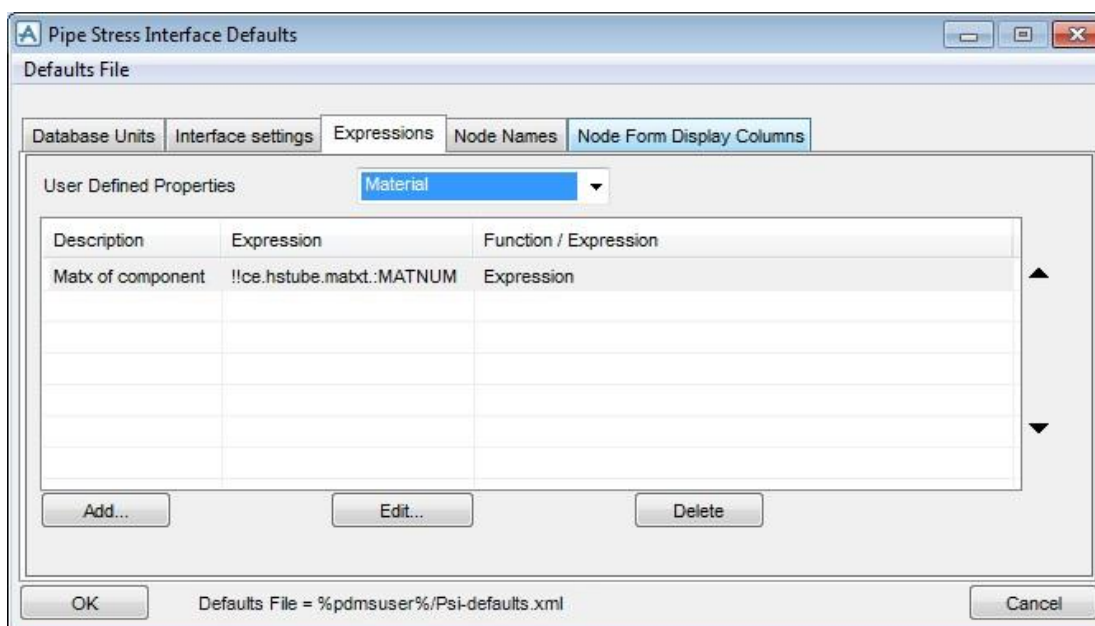 Pipe Stress Interface Defaults
Defaults File
Database Units Interface settings Expressions Node Names Node Form Display Columns
User Defined Properties Material
Description Expression Function / Expression
Matx of component !!ce.hstube.matxt.:MATNUM Expression
Add... Edit... Delete
OK Defaults File = %pdmsuser%/Psi-defaults.xml Cancel